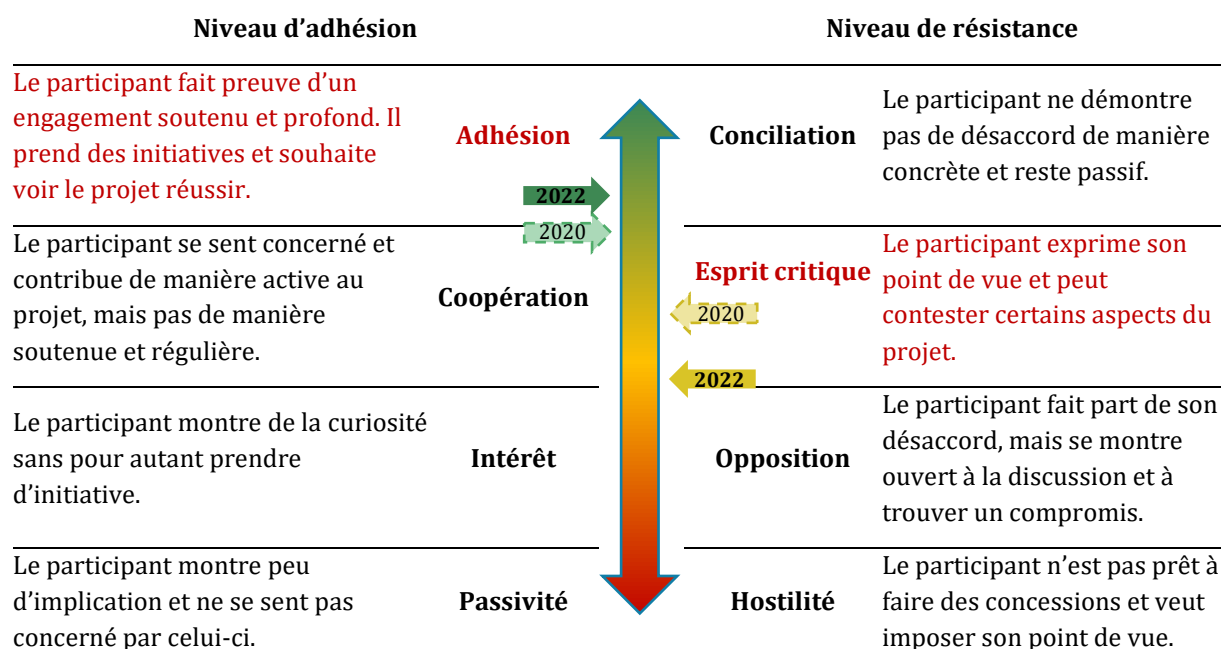 Niveau d’adhésion
Niveau de résistance
Le participant fait preuve d’un
engagement soutenu et profond. Il
prend des initiatives et souhaite
voir le projet réussir.
Adhésion
Conciliation
Le participant ne démontre
pas de désaccord de manière
concrète et reste passif.
2022
2020
Le participant se sent concerné et
contribue de manière active au
projet, mais pas de manière
soutenue et régulière.
Coopération
Esprit critique
2020
Le participant exprime son
point de vue et peut
contester certains aspects du
projet.
2022
Le participant montre de la curiosité
sans pour autant prendre
d’initiative.
Intérêt
Opposition
Le participant fait part de son
désaccord, mais se montre
ouvert à la discussion et à
trouver un compromis.
Le participant montre peu
d’implication et ne se sent pas
concerné par celui-ci.
Passivité
Hostilité
Le participant n’est pas prêt à
faire des concessions et veut
imposer son point de vue.